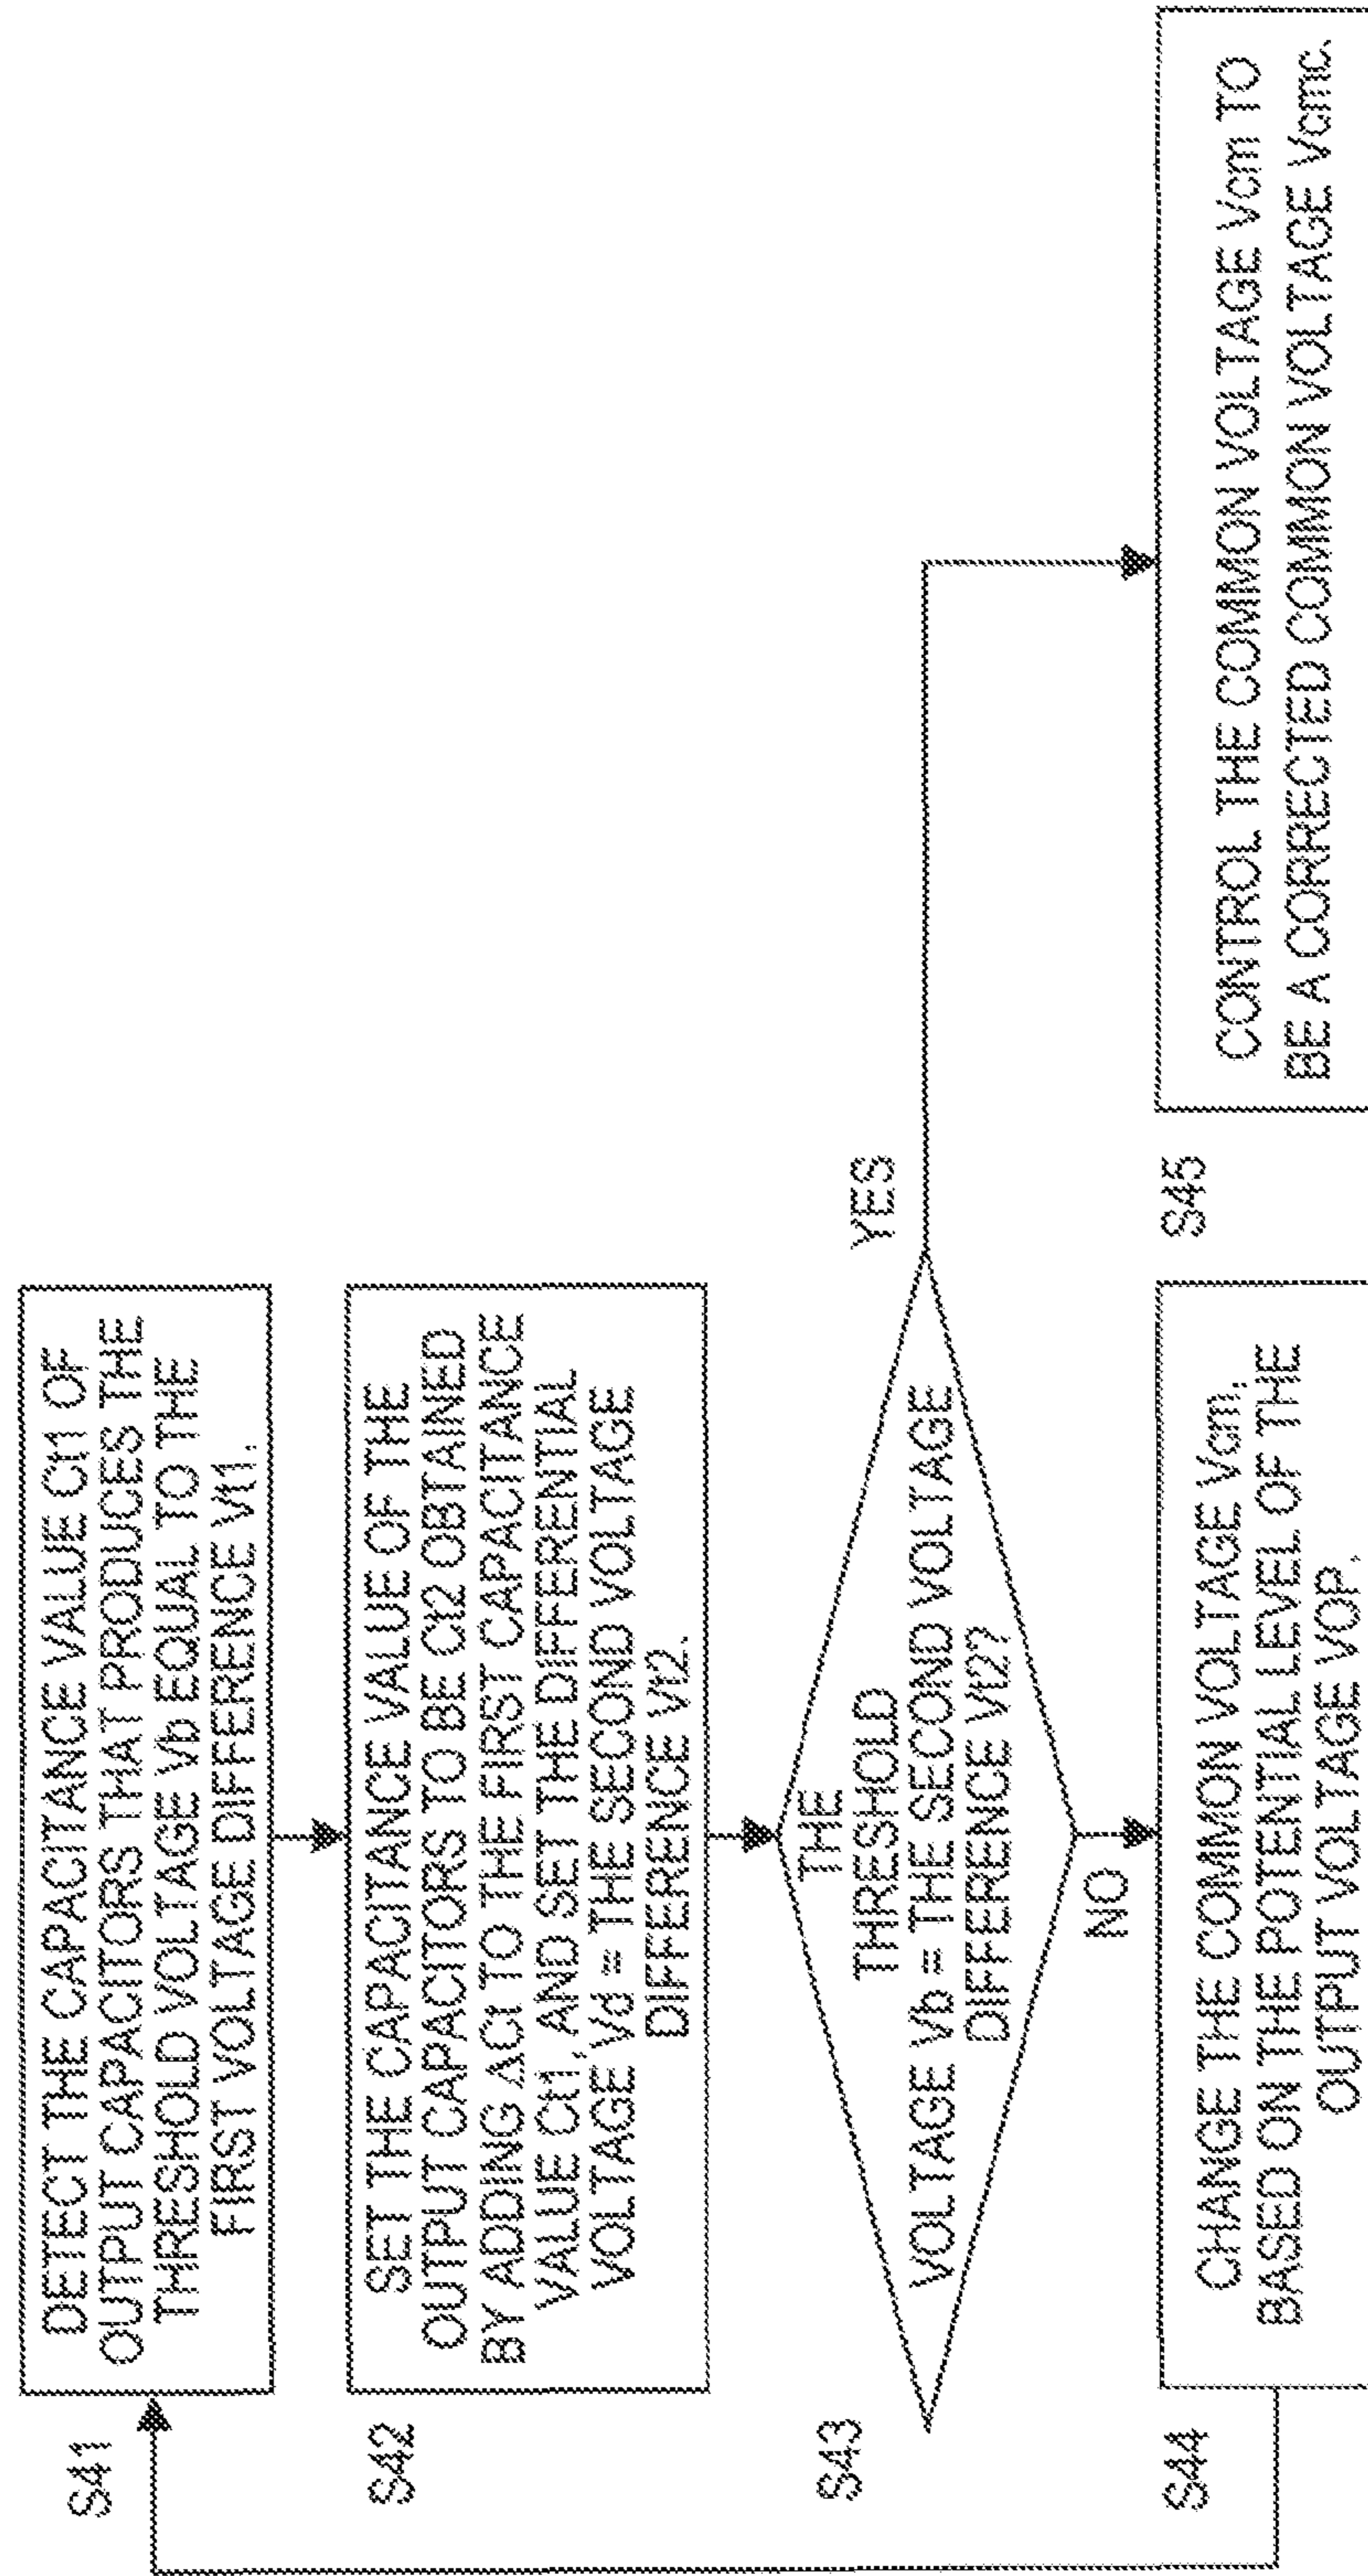 S41
DETECT THE CAPACITANCE VALUE Ct1 OF
OUTPUT CAPACITORS THAT PRODUCES THE
THRESHOLD VOLTAGE Vb EQUAL TO THE
FIRST VOLTAGE DIFFERENCE Vt1.
S42
SET THE CAPACITANCE VALUE OF THE
OUTPUT CAPACITORS TO BE Ct2 OBTAINED
BY ADDING ΔCt TO THE FIRST CAPACITANCE
VALUE Ct1, AND SET THE DIFFERENTIAL
VOLTAGE Vd = THE SECOND VOLTAGE
DIFFERENCE Vt2.
S43
THE
THRESHOLD
VOLTAGE Vb = THE SECOND VOLTAGE
DIFFERENCE Vt2?
YES
NO
S44
CHANGE THE COMMON VOLTAGE Vcm,
BASED ON THE POTENTIAL LEVEL OF THE
OUTPUT VOLTAGE VOP.
S45
CONTROL THE COMMON VOLTAGE Vcm TO
BE A CORRECTED COMMON VOLTAGE Vcmc.